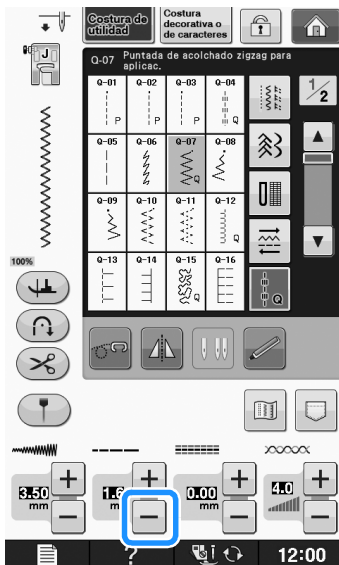 Costura de utilidad
Costura decorativa o de caracteres
J
Q-07 Puntada de acolchado zigzag para aplicac.
1/2
Q-01 Q-02 Q-03 Q-04
P P Q
Q-05 Q-06 Q-07 Q-08
Q Q
Q-09 Q-10 Q-11 Q-12
Q
100%
Q-13 Q-14 Q-15 Q-16
Q Q
3.50 mm
1.6 mm
0.00 mm
4.0
? 12:00